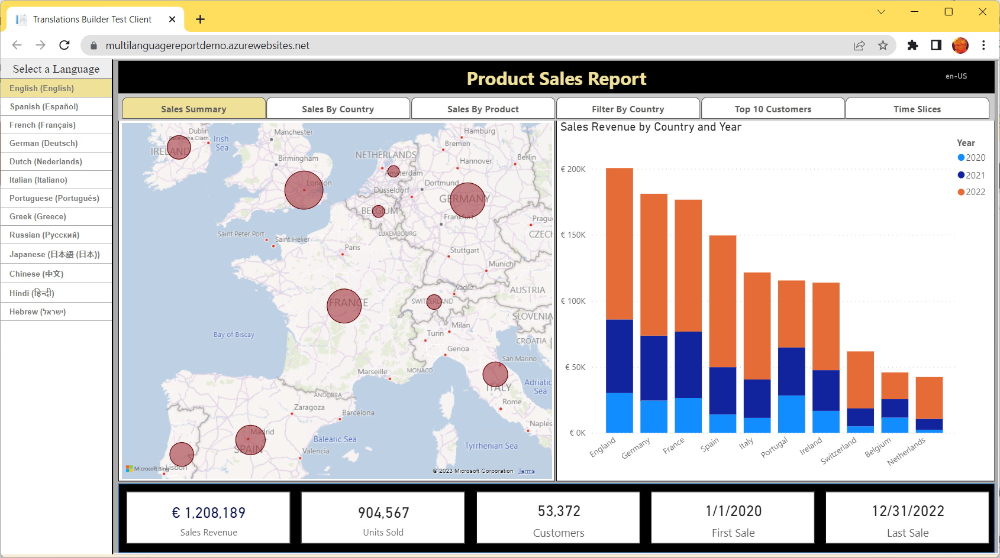 Translations Builder Test Client
multilanguagereportdemo.azurewebsites.net
Select a Language
English (English)
Spanish (Español)
French (Français)
German (Deutsch)
Dutch (Nederlands)
Italian (Italiano)
Portuguese (Português)
Greek (Greece)
Russian (Русский)
Japanese (日本語 (日本))
Chinese (中文)
Hindi (हिन्दी)
Hebrew (ישראל)
Product Sales Report
en-US
Sales Summary
Sales By Country
Sales By Product
Filter By Country
Top 10 Customers
Time Slices
Dublin
Baile Átha Cliath
IRELAND
Irish
Sea
Manchester
Birmingham
London
NETHERLANDS
Amsterdam
Hamburg
Bremen
Hannover
Berlin
Dortmund
Düsseldorf
GERMANY
BELGIUM
Frankfurt
Prague
CZECH
LUXEMBOURG
Saint Peter Port
Saint Helier
Paris
Stuttgart
Munich
Vaduz
AUSTRIA
SWITZERLAND
FRANCE
SLOVENIA
Milan
Turin
CROATIA
Genoa
Bay of Biscay
San Marino
Marseille
MONACO
Adriatic
Sea
ITALY
ANDORRA
Rome
Zaragoza
Barcelona
Naples
Madrid
Balearic Sea
Tyrrhenian Sea
SPAIN
Valencia
Lisbon
Microsoft Bing
© 2023 Microsoft Corporation Terms
Sales Revenue by Country and Year
Year
2020
2021
2022
€ 200K
€ 150K
€ 100K
€ 50K
€ 0K
England
Germany
France
Spain
Italy
Portugal
Ireland
Switzerland
Belgium
Netherlands
€ 1,208,189
Sales Revenue
904,567
Units Sold
53,372
Customers
1/1/2020
First Sale
12/31/2022
Last Sale